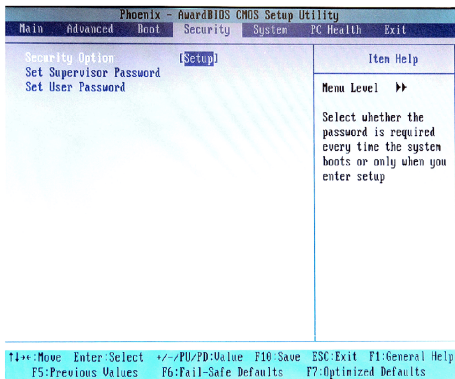 Phoenix - AwardBIOS CMOS Setup Utility
Main Advanced Boot Security System PC Health Exit
Security Option [Setup]
Set Supervisor Password
Set User Password
Item Help
Menu Level ▶▶
Select whether the
password is required
every time the system
boots or only when you
enter setup
↑↓→←:Move Enter:Select +/-/PU/PD:Value F10:Save ESC:Exit F1:General Help
F5:Previous Values F6:Fail-Safe Defaults F7:Optimized Defaults